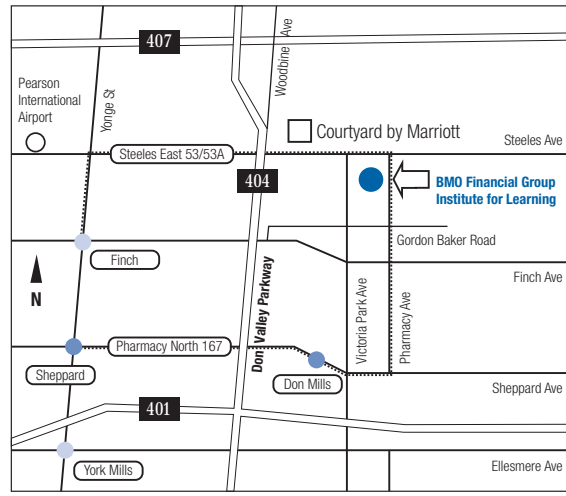 407
Woodbine Ave
Pearson
International
Airport
Yonge St
Courtyard by Marriott
Steeles Ave
Steeles East 53/53A
404
BMO Financial Group
Institute for Learning
Gordon Baker Road
Finch
Finch Ave
N
Don Valley Parkway
Victoria Park Ave
Pharmacy Ave
Pharmacy North 167
Sheppard
Don Mills
Sheppard Ave
401
York Mills
Ellesmere Ave